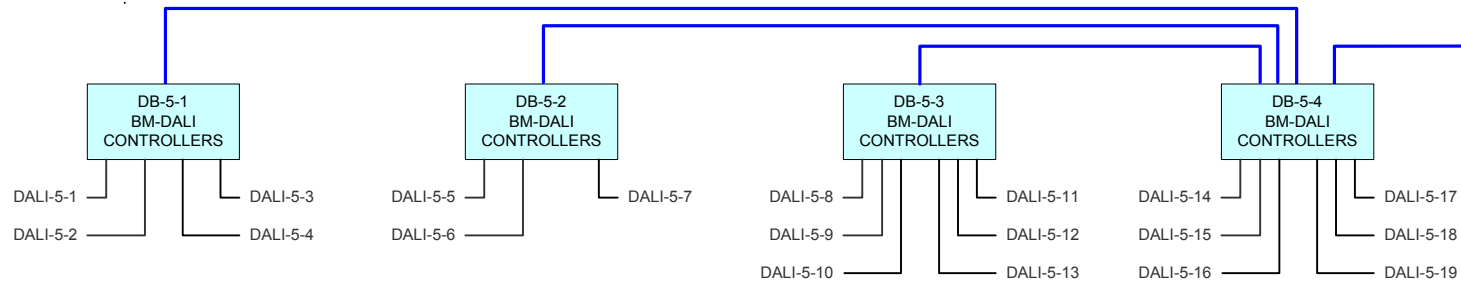 DB-5-1
BM-DALI
CONTROLLERS
DB-5-2
BM-DALI
CONTROLLERS
DB-5-3
BM-DALI
CONTROLLERS
DB-5-4
BM-DALI
CONTROLLERS
DALI-5-1
DALI-5-3
DALI-5-2
DALI-5-4
DALI-5-5
DALI-5-7
DALI-5-6
DALI-5-8
DALI-5-11
DALI-5-9
DALI-5-12
DALI-5-10
DALI-5-13
DALI-5-14
DALI-5-17
DALI-5-15
DALI-5-18
DALI-5-16
DALI-5-19